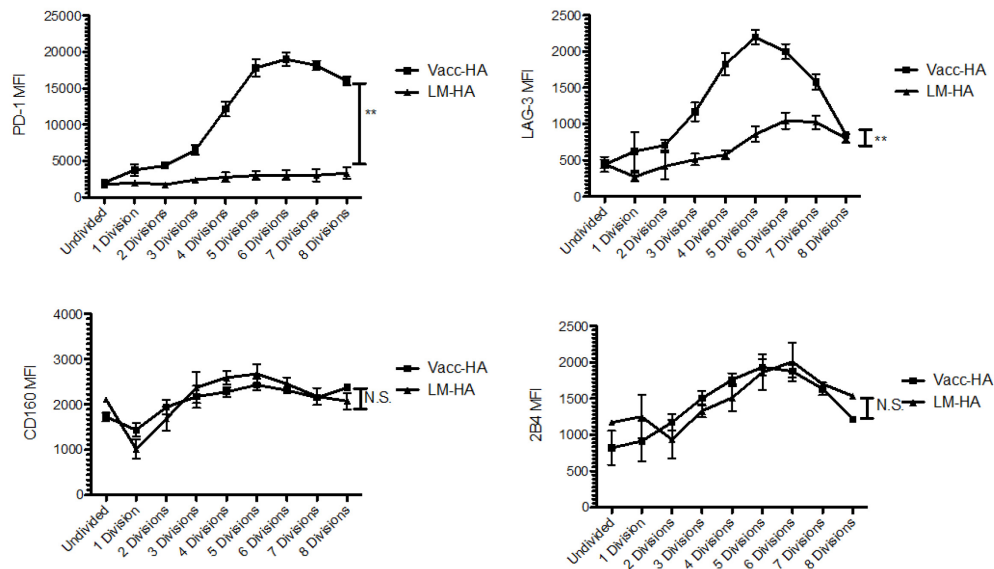 PD-1 MFI
25000
20000
15000
10000
5000
0
Undivided
1 Division
2 Divisions
3 Divisions
4 Divisions
5 Divisions
6 Divisions
7 Divisions
8 Divisions
Vacc-HA
LM-HA
**
LAG-3 MFI
2500
2000
1500
1000
500
0
Undivided
1 Division
2 Divisions
3 Divisions
4 Divisions
5 Divisions
6 Divisions
7 Divisions
8 Divisions
Vacc-HA
LM-HA
**
CD160 MFI
4000
3000
2000
1000
0
Undivided
1 Division
2 Divisions
3 Divisions
4 Divisions
5 Divisions
6 Divisions
7 Divisions
8 Divisions
Vacc-HA
LM-HA
N.S.
2B4 MFI
2500
2000
1500
1000
500
0
Undivided
1 Division
2 Divisions
3 Divisions
4 Divisions
5 Divisions
6 Divisions
7 Divisions
8 Divisions
Vacc-HA
LM-HA
N.S.